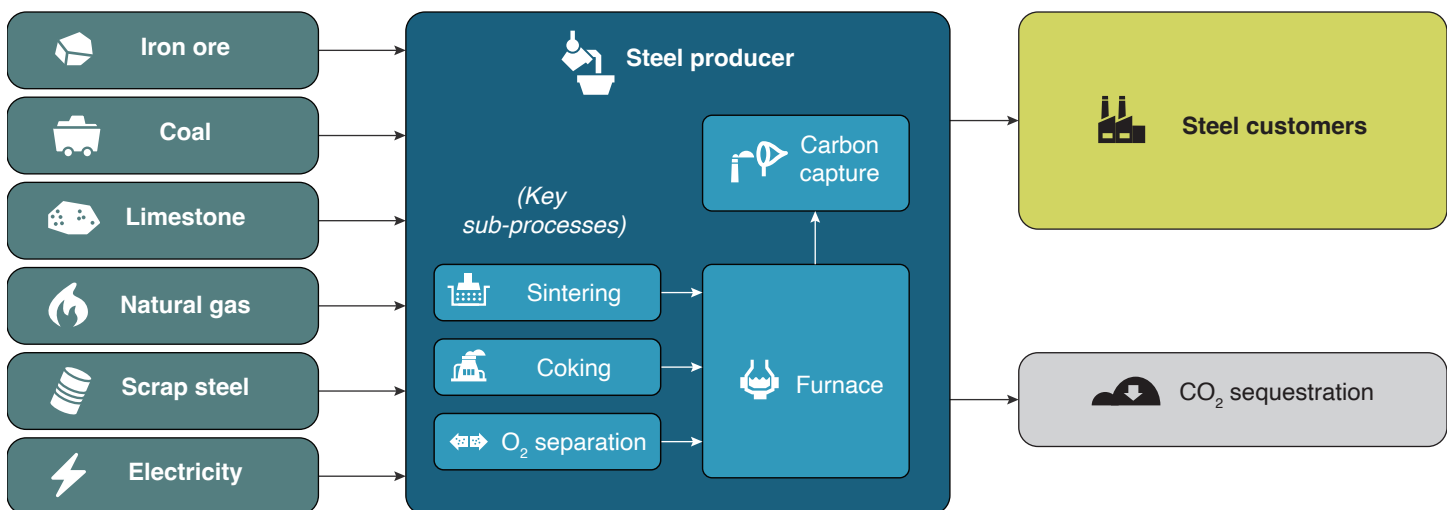 Iron ore
Coal
Limestone
Natural gas
Scrap steel
Electricity
Steel producer
(Key
sub-processes)
Sintering
Coking
O₂ separation
Carbon
capture
Furnace
Steel customers
CO₂ sequestration